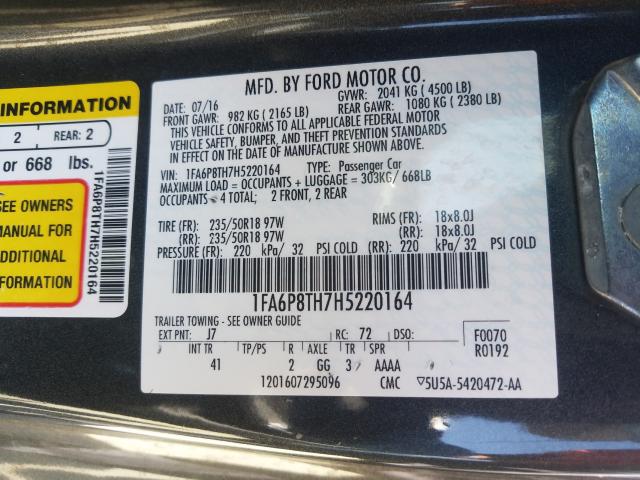 INFORMATION
2 REAR: 2
or 668 lbs.
SEE OWNERS
MANUAL FOR
ADDITIONAL
INFORMATION
1FA6P8TH7H5220164
MFD. BY FORD MOTOR CO.
DATE: 07/16 GVWR: 2041 KG ( 4500 LB)
FRONT GAWR: 982 KG ( 2165 LB) REAR GAWR: 1080 KG ( 2380 LB)
THIS VEHICLE CONFORMS TO ALL APPLICABLE FEDERAL MOTOR
VEHICLE SAFETY, BUMPER, AND THEFT PREVENTION STANDARDS
IN EFFECT ON THE DATE OF MANUFACTURE SHOWN ABOVE.
VIN: 1FA6P8TH7H5220164 TYPE: Passenger Car
MAXIMUM LOAD = OCCUPANTS + LUGGAGE = 303KG/ 668LB
OCCUPANTS - 4 TOTAL; 2 FRONT, 2 REAR
TIRE (FR): 235/50R18 97W RIMS (FR): 18x8.0J
(RR): 235/50R18 97W (RR): 18x8.0J
PRESSURE (FR): 220 kPa/ 32 PSI COLD (RR): 220 kPa/ 32 PSI COLD
1FA6P8TH7H5220164
TRAILER TOWING - SEE OWNER GUIDE
EXT PNT: J7 RC: 72 DSO: F0070
R0192
INT TR TP/PS R AXLE TR SPR
41 2 GG 3 AAAA
1201607295096 CMC ▽5U5A-5420472-AA